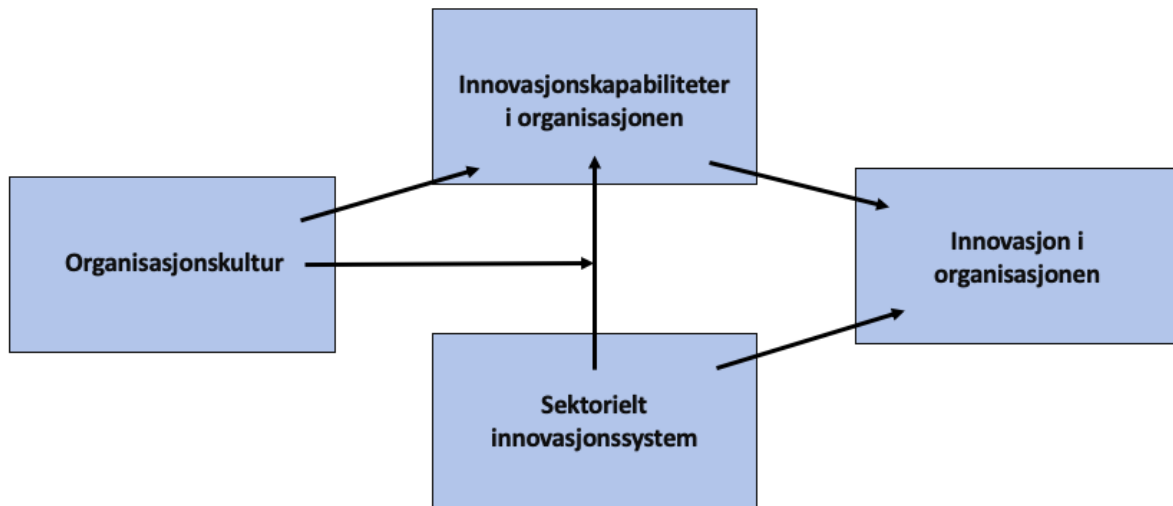 Innovasjonskapabiliteter
i organisasjonen
Organisasjonskultur
Innovasjon i
organisasjonen
Sektorielt
innovasjonssystem